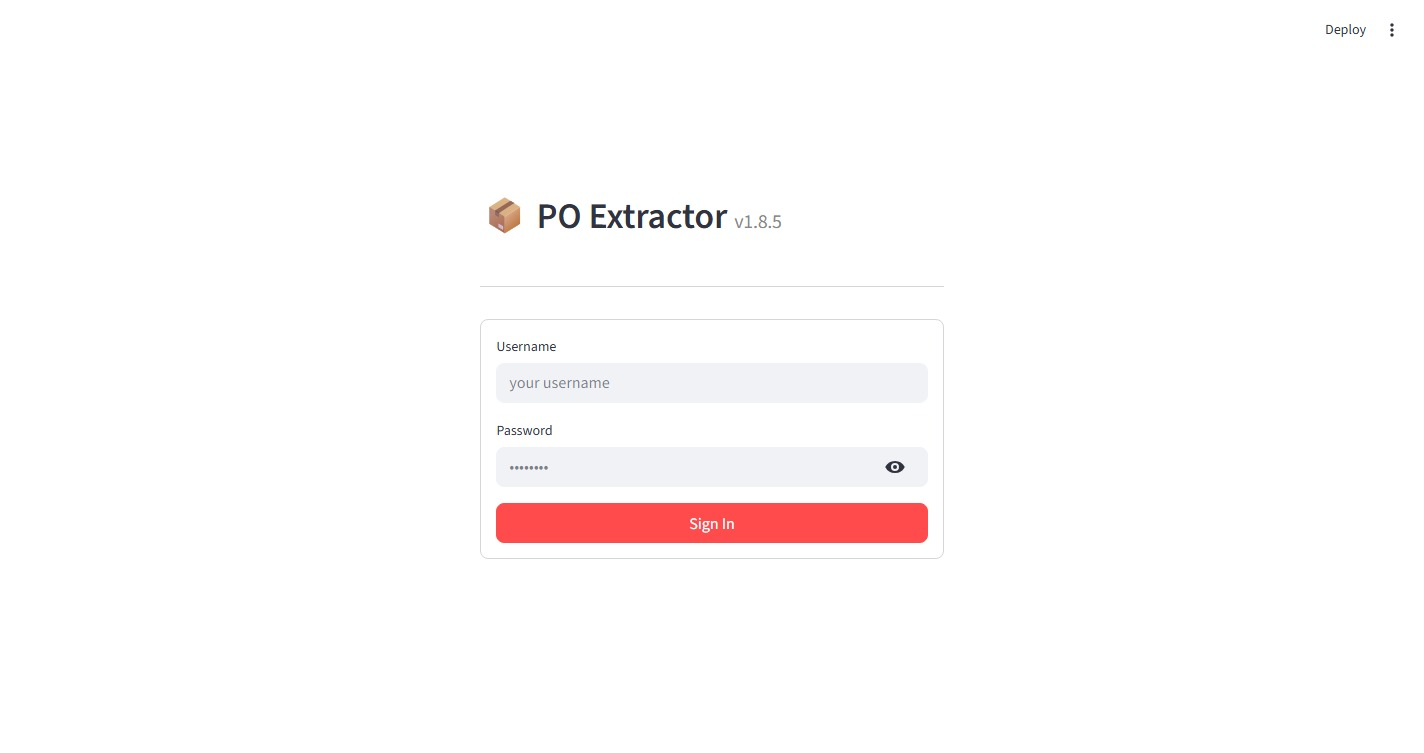 Deploy
PO Extractor v1.8.5
Username
your username
Password
••••••••
Sign In